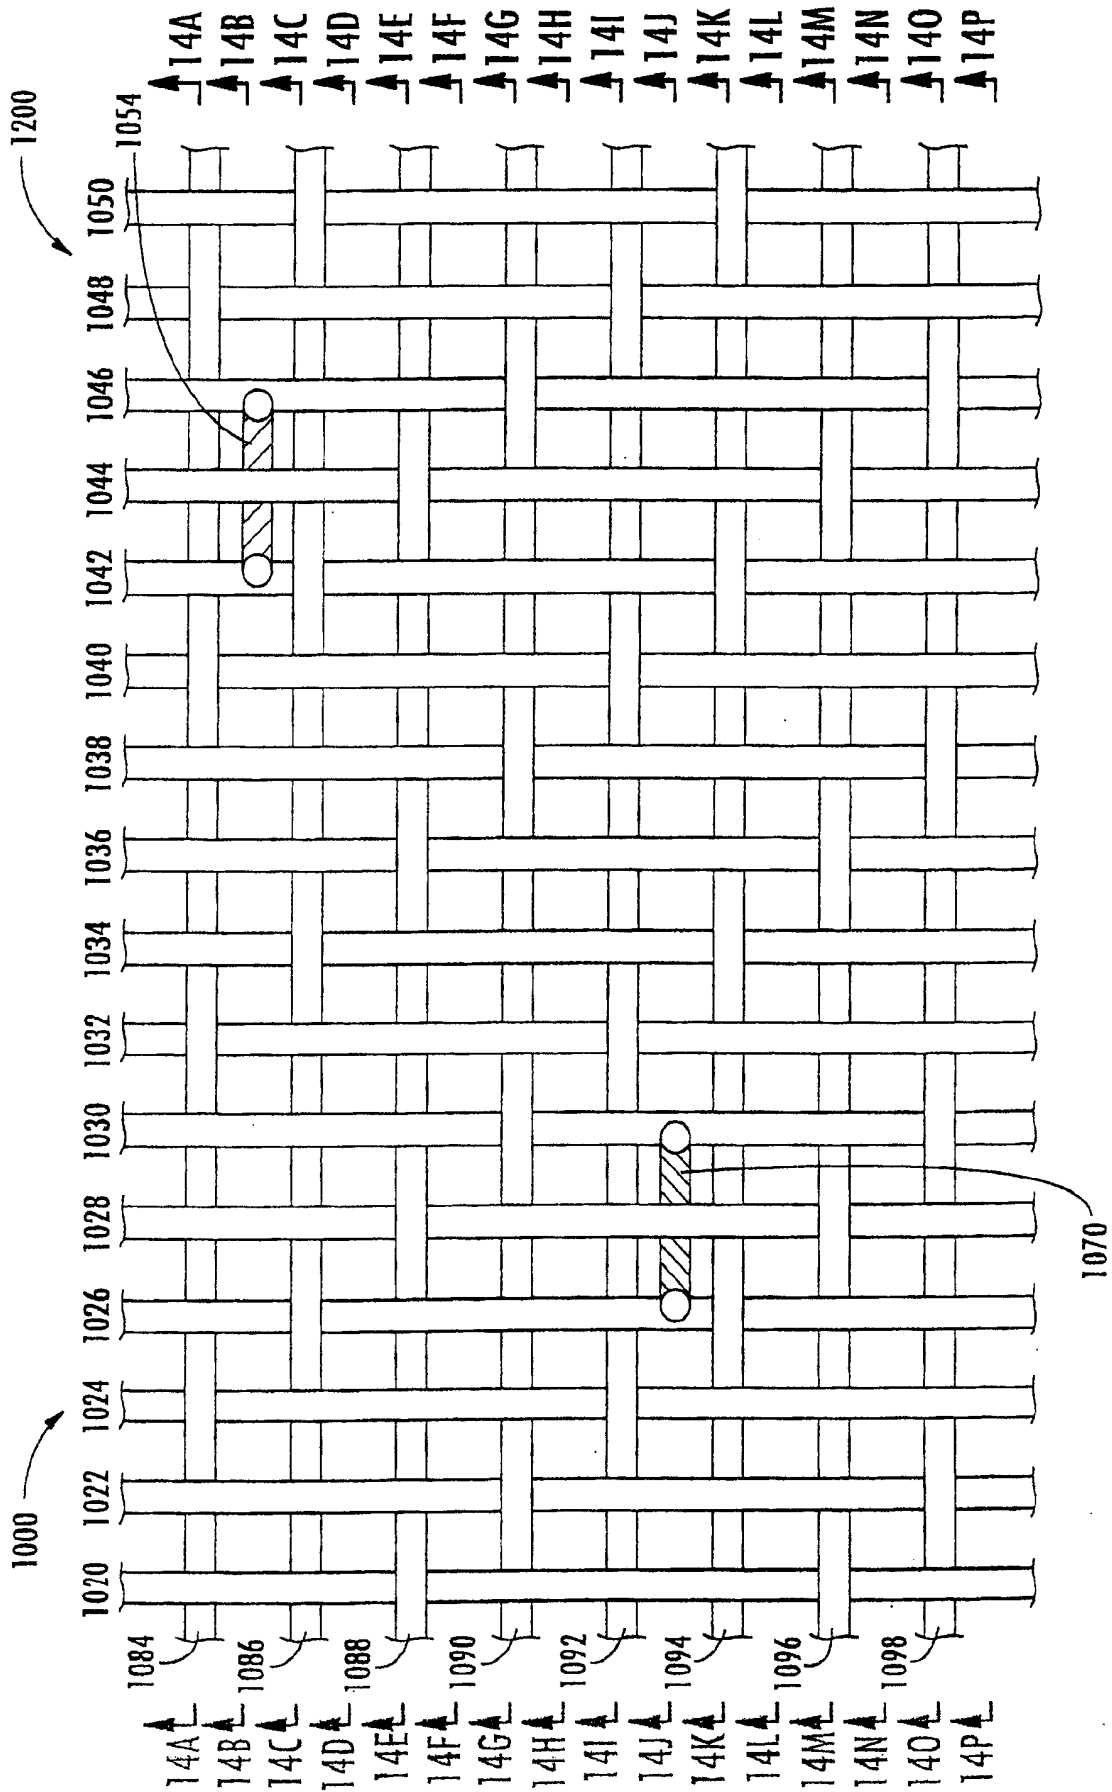 1000
1200
1020 1022 1024 1026 1028 1030 1032 1034 1036 1038 1040 1042 1044 1046 1048 1050
1054
1084
1086
1088
1090
1092
1094
1096
1098
1070
14A 14A
14B 14B
14C 14C
14D 14D
14E 14E
14F 14F
14G 14G
14H 14H
14I 14I
14J 14J
14K 14K
14L 14L
14M 14M
14N 14N
14O 14O
14P 14P